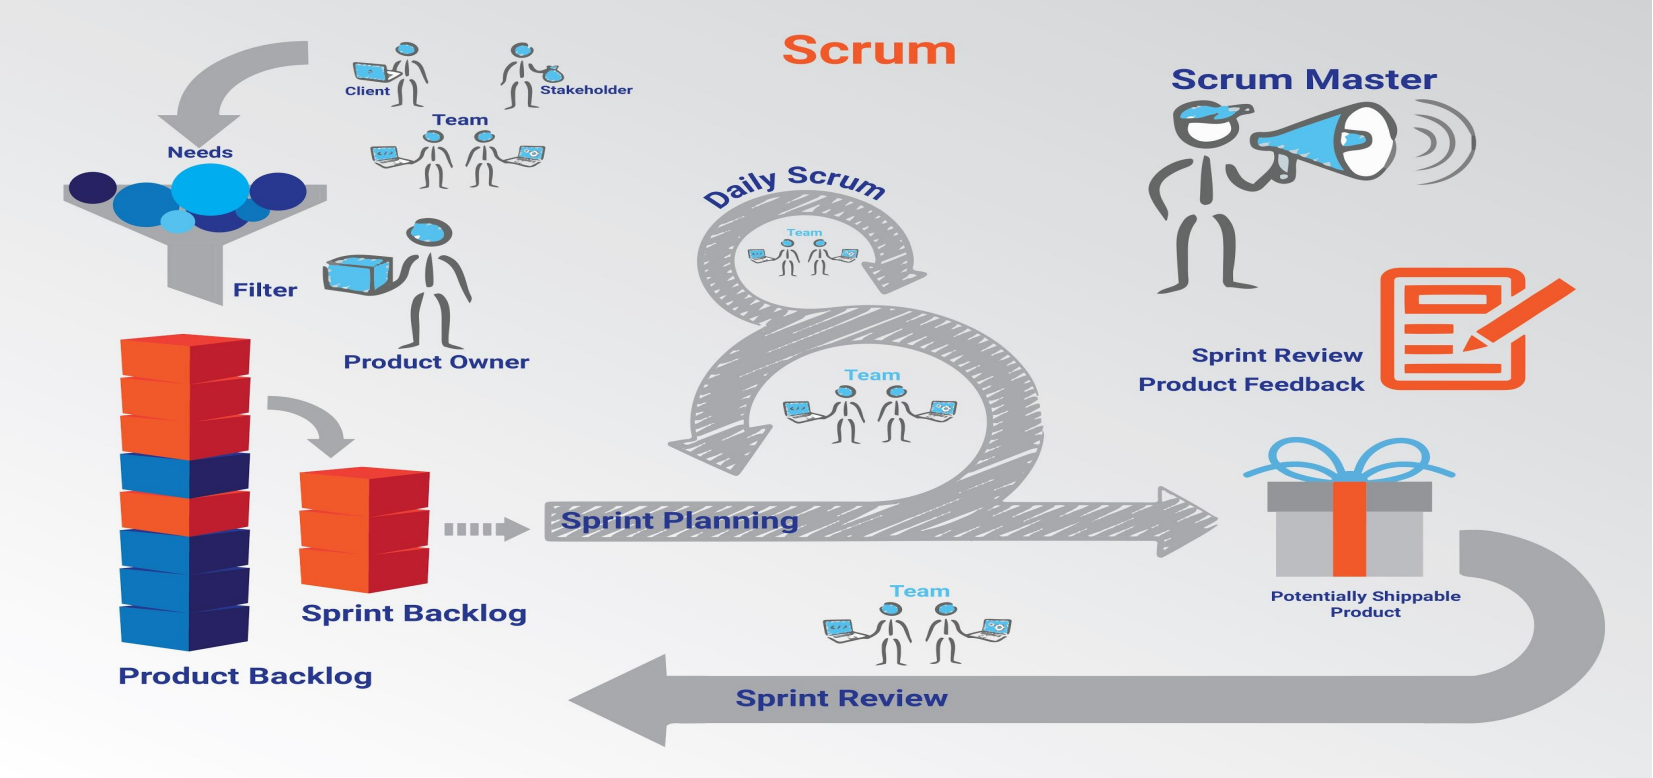 Scrum
Client
Stakeholder
Team
Needs
Filter
Product Owner
Product Backlog
Sprint Backlog
Daily Scrum
Team
Team
Sprint Planning
Scrum Master
Sprint Review
Product Feedback
Potentially Shippable
Product
Team
Sprint Review